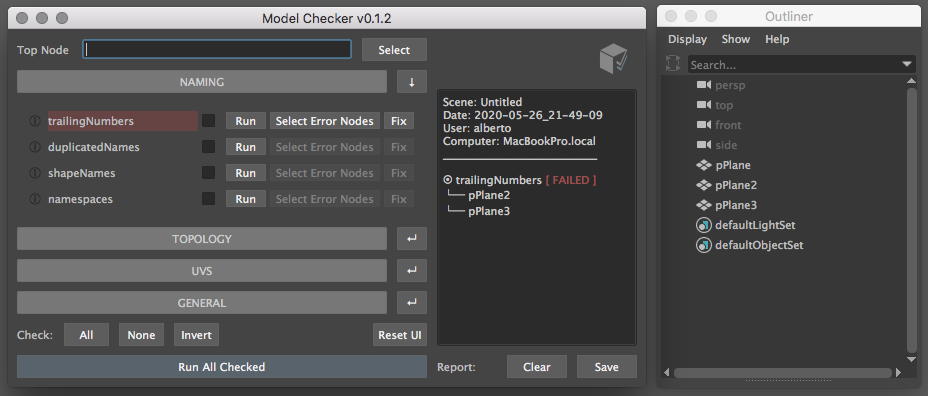 Model Checker v0.1.2
Top Node
Select
NAMING
↓
trailingNumbers Run Select Error Nodes Fix
duplicatedNames Run Select Error Nodes Fix
shapeNames Run Select Error Nodes Fix
namespaces Run Select Error Nodes Fix
TOPOLOGY
UVS
GENERAL
Check: All None Invert Reset UI
Run All Checked
Scene: Untitled
Date: 2020-05-26_21-49-09
User: alberto
Computer: MacBookPro.local
trailingNumbers [ FAILED ]
pPlane2
pPlane3
Report: Clear Save
Outliner
Display Show Help
Search...
persp
top
front
side
pPlane
pPlane2
pPlane3
defaultLightSet
defaultObjectSet